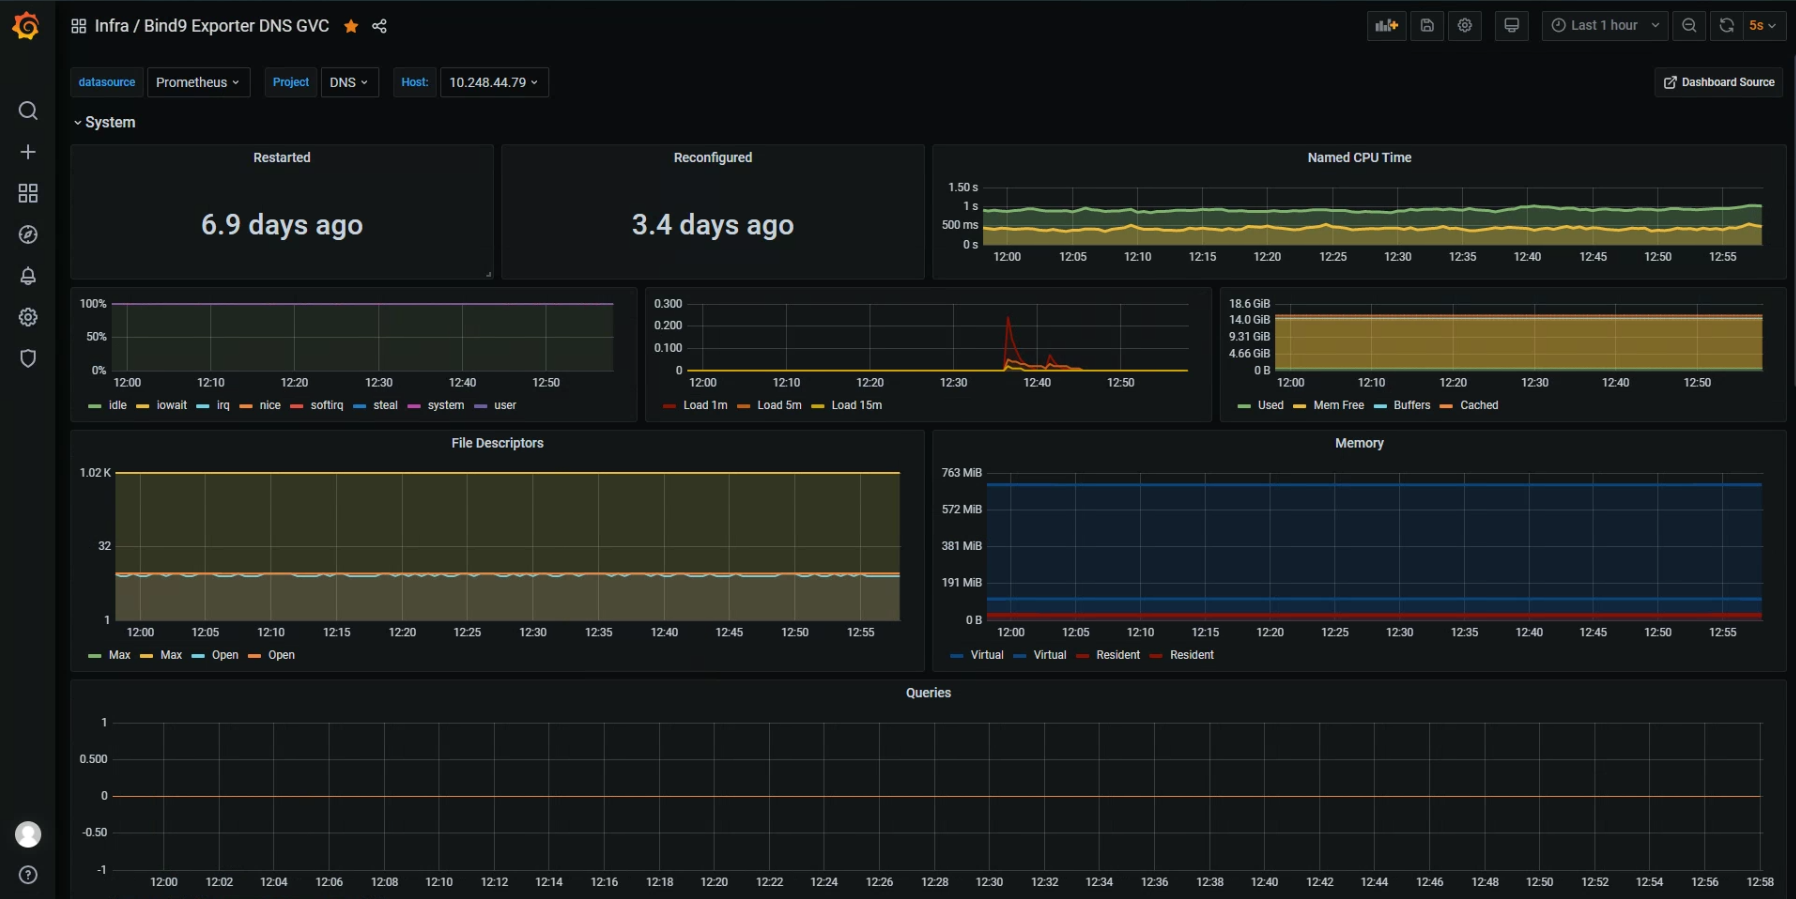 Infra / Bind9 Exporter DNS GVC
Last 1 hour
5s
datasource Prometheus Project DNS Host: 10.248.44.79
Dashboard Source
System
Restarted
6.9 days ago
Reconfigured
3.4 days ago
Named CPU Time
1.50 s
1 s
500 ms
0 s
12:00 12:05 12:10 12:15 12:20 12:25 12:30 12:35 12:40 12:45 12:50 12:55
100%
50%
0%
12:00 12:10 12:20 12:30 12:40 12:50
idle iowait irq nice softirq steal system user
0.300
0.200
0.100
0
12:00 12:10 12:20 12:30 12:40 12:50
Load 1m Load 5m Load 15m
18.6 GiB
14.0 GiB
9.31 GiB
4.66 GiB
0 B
12:00 12:10 12:20 12:30 12:40 12:50
Used Mem Free Buffers Cached
File Descriptors
1.02 K
32
1
12:00 12:05 12:10 12:15 12:20 12:25 12:30 12:35 12:40 12:45 12:50 12:55
Max Max Open Open
Memory
763 MiB
572 MiB
381 MiB
191 MiB
0 B
12:00 12:05 12:10 12:15 12:20 12:25 12:30 12:35 12:40 12:45 12:50 12:55
Virtual Virtual Resident Resident
Queries
1
0.500
0
-0.50
-1
12:00 12:02 12:04 12:06 12:08 12:10 12:12 12:14 12:16 12:18 12:20 12:22 12:24 12:26 12:28 12:30 12:32 12:34 12:36 12:38 12:40 12:42 12:44 12:46 12:48 12:50 12:52 12:54 12:56 12:58